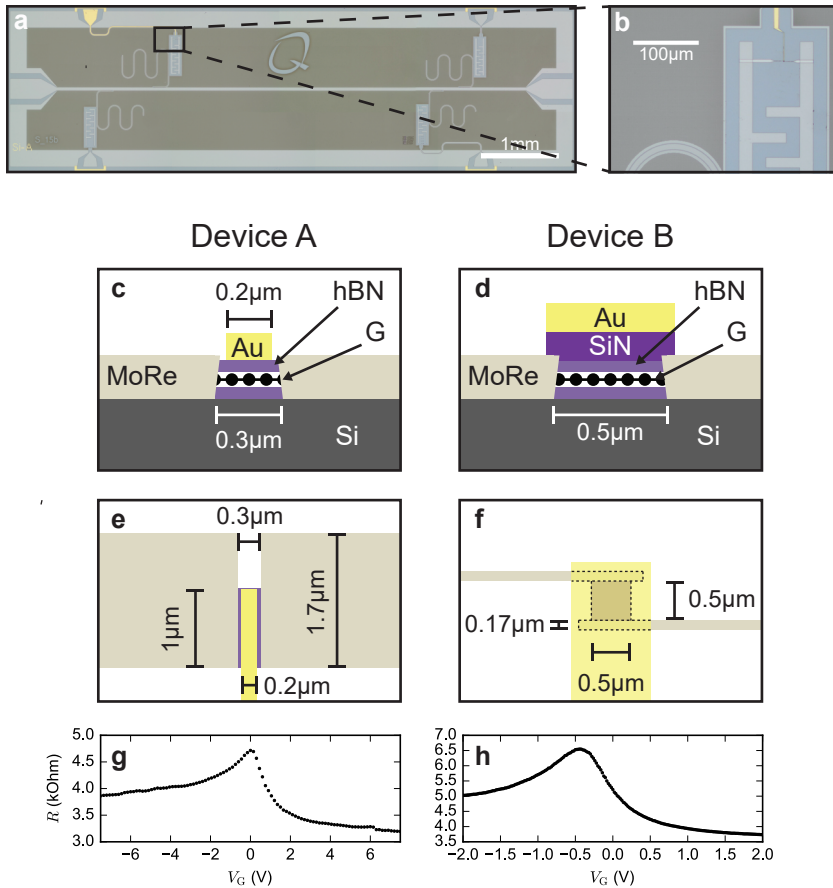 a
b
100µm
1mm
Device A
Device B
c
0.2µm
hBN
Au
G
MoRe
0.3µm
Si
d
hBN
Au
G
SiN
MoRe
0.5µm
Si
e
0.3µm
1µm
1.7µm
0.2µm
f
0.5µm
0.17µm
0.5µm
g
R (kOhm)
5.0
4.5
4.0
3.5
3.0
−6 −4 −2 0 2 4 6
V_G (V)
h
7.0
6.5
6.0
5.5
5.0
4.5
4.0
3.5
−2.0 −1.5 −1.0 −0.5 0.0 0.5 1.0 1.5 2.0
V_G (V)